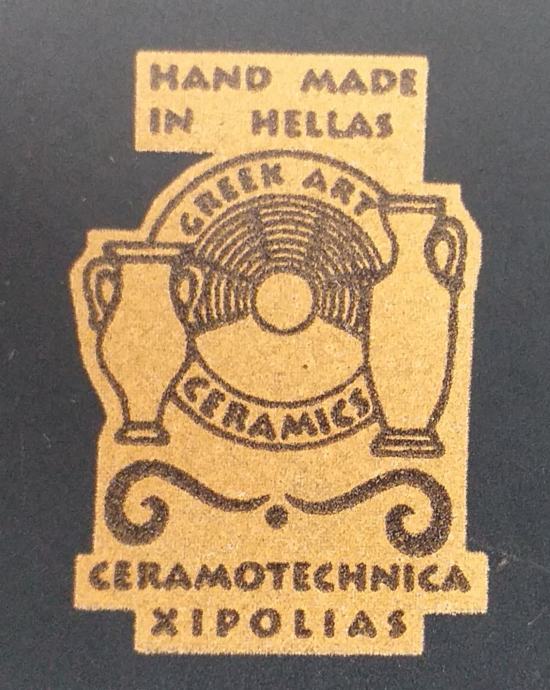 HAND MADE
IN HELLAS
GREEK ART
CERAMICS
CERAMOTECHNICA
XIPOLIAS